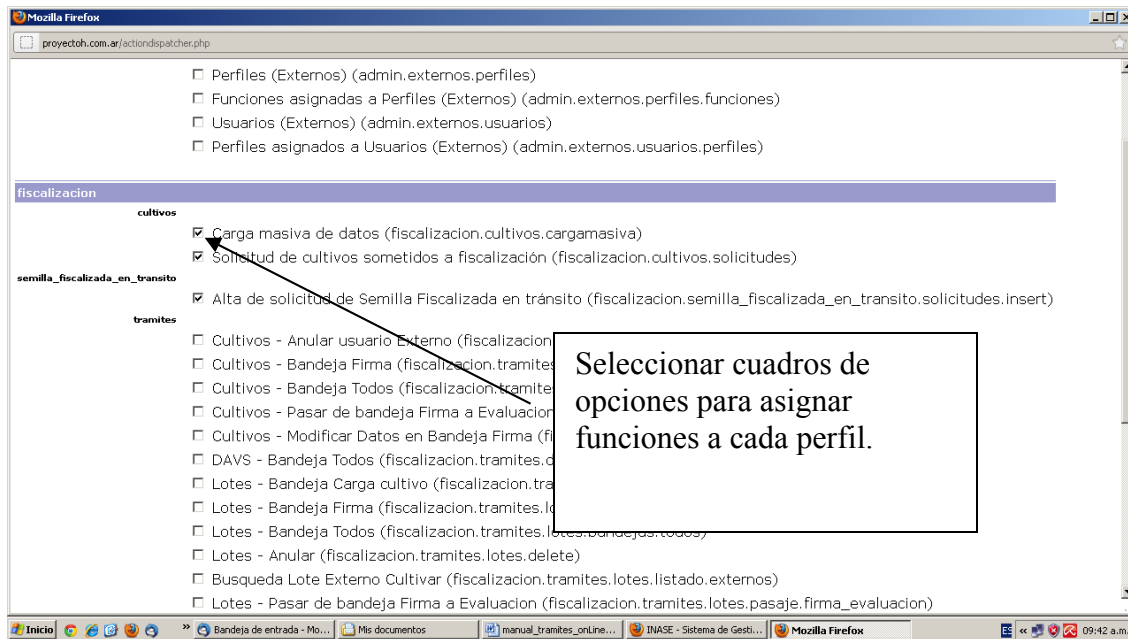 Mozilla Firefox
proyectoh.com.ar/actiondispatcher.php
Perfiles (Externos) (admin.externos.perfiles)
Funciones asignadas a Perfiles (Externos) (admin.externos.perfiles.funciones)
Usuarios (Externos) (admin.externos.usuarios)
Perfiles asignados a Usuarios (Externos) (admin.externos.usuarios.perfiles)
fiscalizacion
cultivos
Carga masiva de datos (fiscalizacion.cultivos.cargamasiva)
Solicitud de cultivos sometidos a fiscalización (fiscalizacion.cultivos.solicitudes)
semilla_fiscalizada_en_transito
Alta de solicitud de Semilla Fiscalizada en tránsito (fiscalizacion.semilla_fiscalizada_en_transito.solicitudes.insert)
tramites
Cultivos - Anular usuario Externo (fiscalizacion
Cultivos - Bandeja Firma (fiscalizacion.tramites
Cultivos - Bandeja Todos (fiscalizacion.tramites
Cultivos - Pasar de bandeja Firma a Evaluacion
Cultivos - Modificar Datos en Bandeja Firma (fi
DAVS - Bandeja Todos (fiscalizacion.tramites.d
Lotes - Bandeja Carga cultivo (fiscalizacion.tra
Lotes - Bandeja Firma (fiscalizacion.tramites.lo
Lotes - Bandeja Todos (fiscalizacion.tramites.lotes.bandejas.todos)
Lotes - Anular (fiscalizacion.tramites.lotes.delete)
Busqueda Lote Externo Cultivar (fiscalizacion.tramites.lotes.listado.externos)
Lotes - Pasar de bandeja Firma a Evaluacion (fiscalizacion.tramites.lotes.pasaje.firma_evaluacion)
Seleccionar cuadros de
opciones para asignar
funciones a cada perfil.
Inicio » Bandeja de entrada - Mo... Mis documentos manual_tramites_onLine... INASE - Sistema de Gesti... Mozilla Firefox ES « 09:42 a.m.